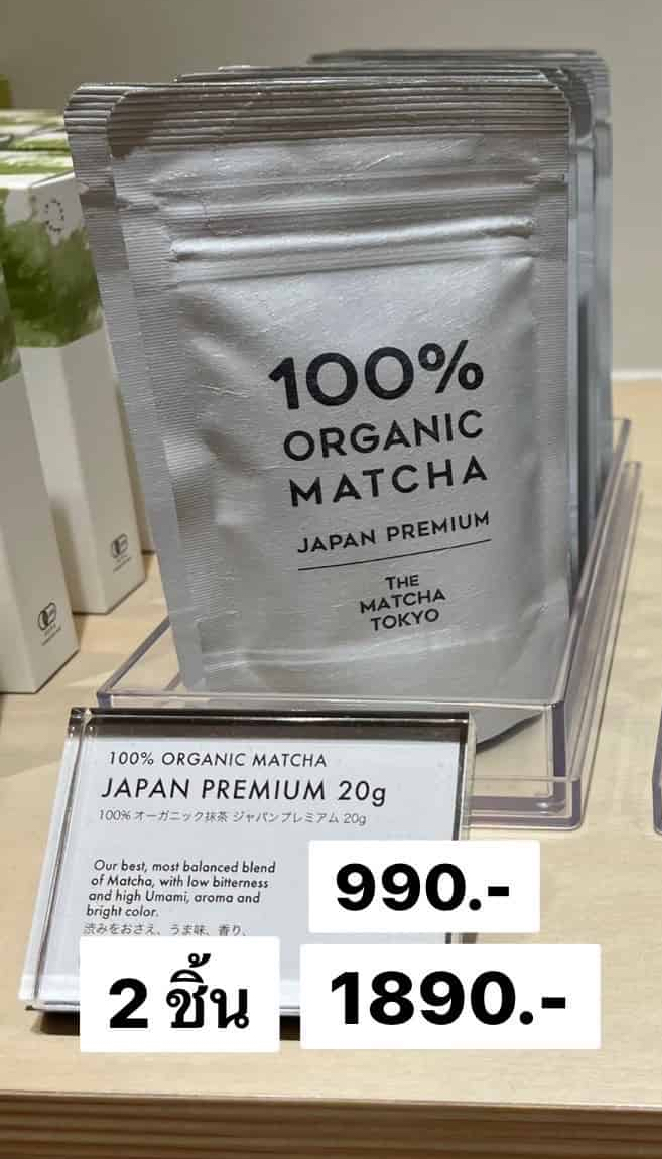 100%
ORGANIC
MATCHA
JAPAN PREMIUM
THE
MATCHA
TOKYO
100% ORGANIC MATCHA
JAPAN PREMIUM 20g
100% オーガニック抹茶 ジャパンプレミアム 20g
Our best, most balanced blend
of Matcha, with low bitterness
and high Umami, aroma and
bright color.
渋みをおさえ、うま味、香り、
990.-
2 ชิ้น 1890.-